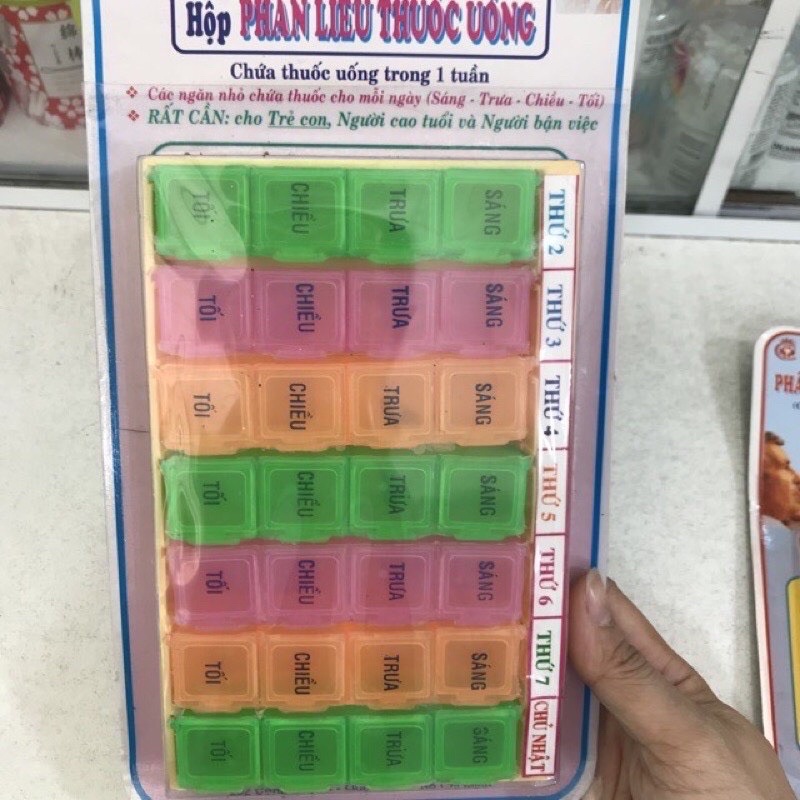 Hộp PHÂN LIỀU THUỐC UỐNG
Chứa thuốc uống trong 1 tuần
❖ Các ngăn nhỏ chứa thuốc cho mỗi ngày (Sáng - Trưa - Chiều - Tối)
❖ RẤT CẦN: cho Trẻ con, Người cao tuổi và Người bận việc
TỐI CHIỀU TRƯA SÁNG THỨ 2
TỐI CHIỀU TRƯA SÁNG THỨ 3
TỐI CHIỀU TRƯA SÁNG THỨ 4
TỐI CHIỀU TRƯA SÁNG THỨ 5
TỐI CHIỀU TRƯA SÁNG THỨ 6
TỐI CHIỀU TRƯA SÁNG THỨ 7
TỐI CHIỀU TRƯA SÁNG CHỦ NHẬT